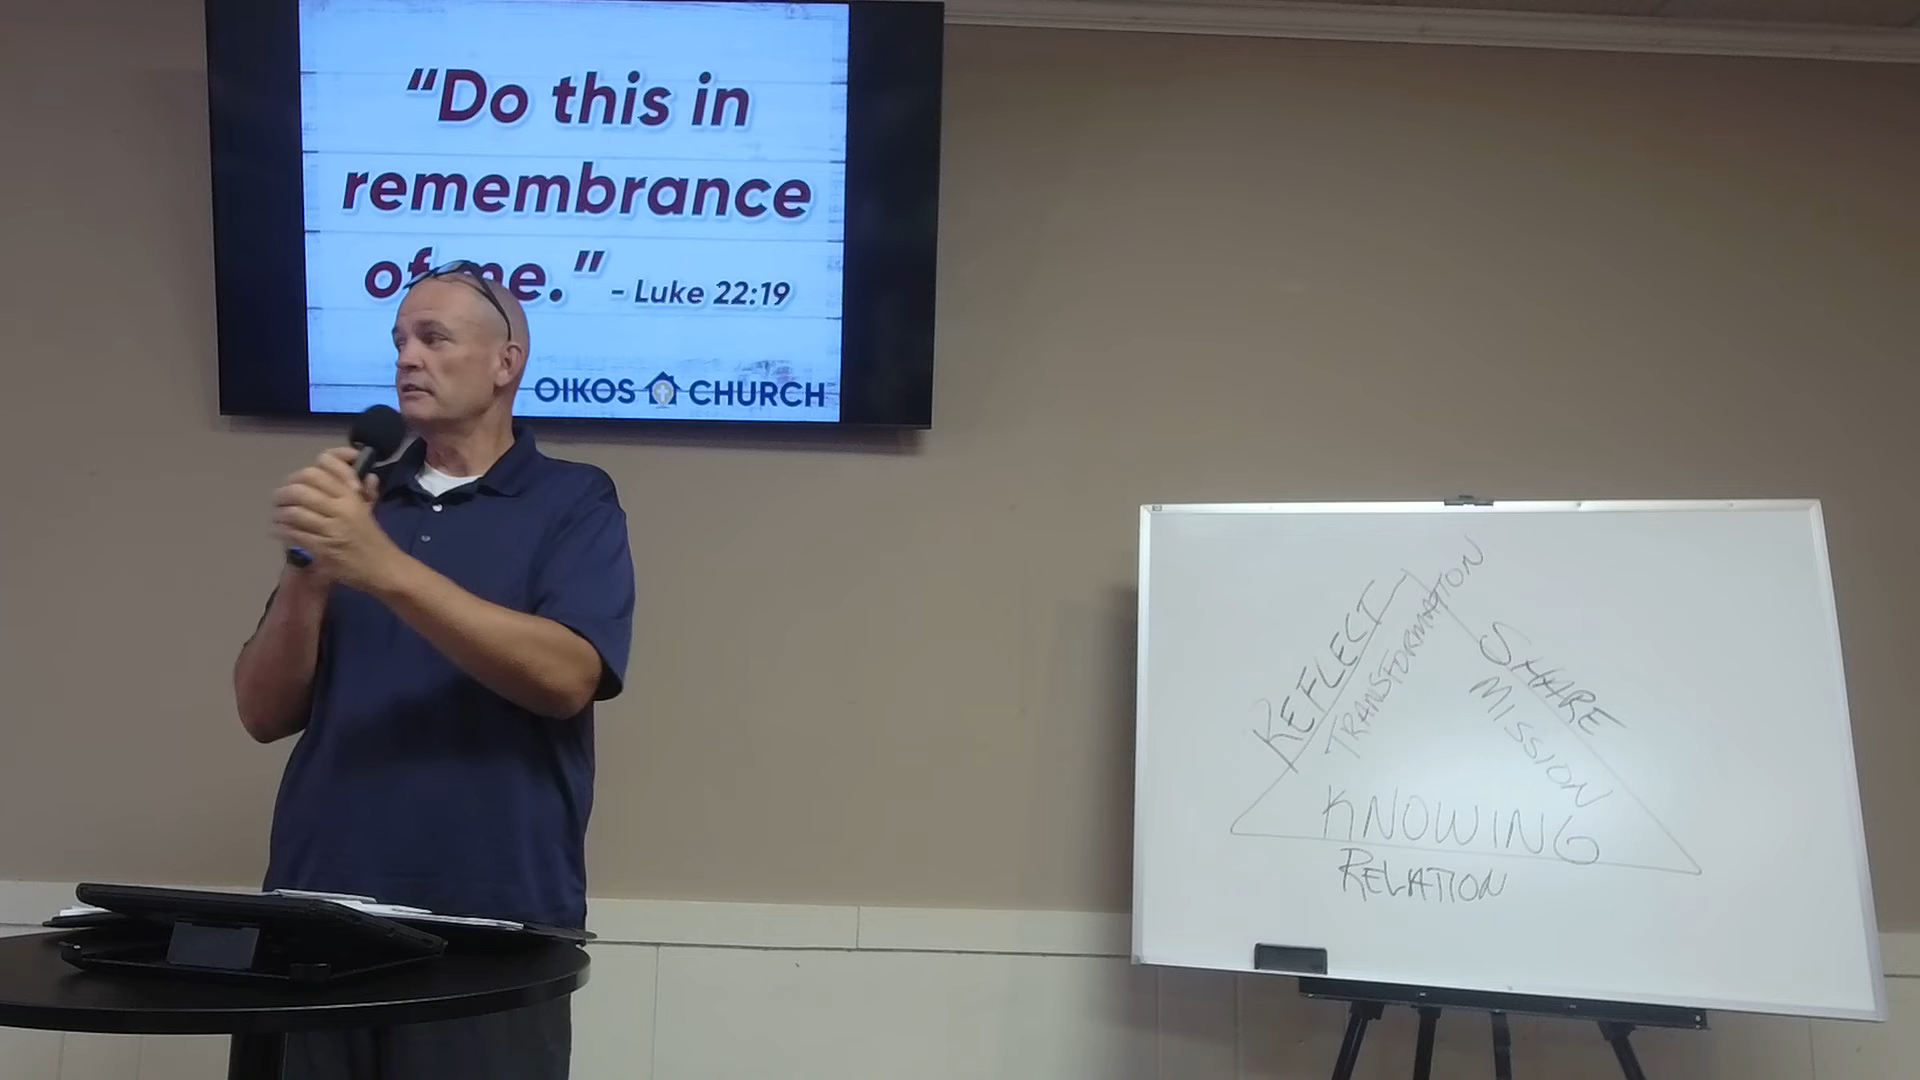 “Do this in
remembrance
of me.” - Luke 22:19
OIKOS CHURCH
REFLECT
TRANSFORMATION
SHARE
MISSION
KNOWING
RELATION